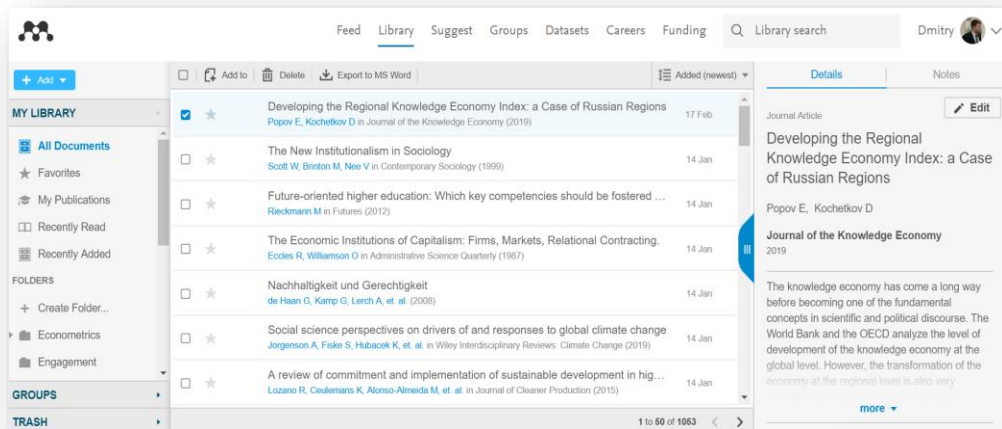 Feed Library Suggest Groups Datasets Careers Funding Library search Dmitry
+ Add
Add to Delete Export to MS Word Added (newest)
MY LIBRARY
All Documents
Favorites
My Publications
Recently Read
Recently Added
FOLDERS
+ Create Folder...
Econometrics
Engagement
GROUPS
TRASH
Developing the Regional Knowledge Economy Index: a Case of Russian Regions
Popov E, Kochetkov D in Journal of the Knowledge Economy (2019)
17 Feb
The New Institutionalism in Sociology
Scott W, Brinton M, Nee V in Contemporary Sociology (1999)
14 Jan
Future-oriented higher education: Which key competencies should be fostered ...
Rieckmann M in Futures (2012)
14 Jan
The Economic Institutions of Capitalism: Firms, Markets, Relational Contracting.
Eccles R, Williamson O in Administrative Science Quarterly (1987)
14 Jan
Nachhaltigkeit und Gerechtigkeit
de Haan G, Kamp G, Lerch A, et. al. (2008)
14 Jan
Social science perspectives on drivers of and responses to global climate change
Jorgenson A, Fiske S, Hubacek K, et. al. in Wiley Interdisciplinary Reviews: Climate Change (2019)
14 Jan
A review of commitment and implementation of sustainable development in hig...
Lozano R, Ceulemans K, Alonso-Almeida M, et. al. in Journal of Cleaner Production (2015)
14 Jan
1 to 50 of 1053
Details Notes
Journal Article
Edit
Developing the Regional
Knowledge Economy Index: a Case
of Russian Regions
Popov E, Kochetkov D
Journal of the Knowledge Economy
2019
The knowledge economy has come a long way
before becoming one of the fundamental
concepts in scientific and political discourse. The
World Bank and the OECD analyze the level of
development of the knowledge economy at the
global level. However, the transformation of the
economy at the regional level is also very
more